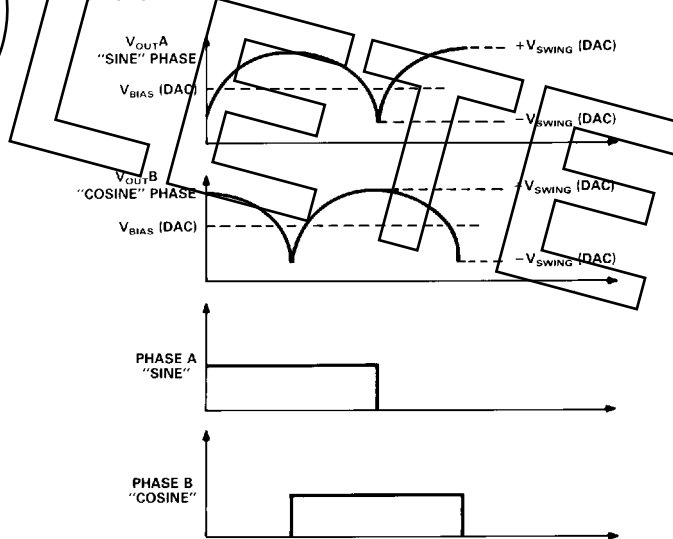 VOUTA
"SINE" PHASE
+VSWING (DAC)
VBIAS (DAC)
−VSWING (DAC)
VOUTB
"COSINE" PHASE
+VSWING (DAC)
VBIAS (DAC)
−VSWING (DAC)
PHASE A
"SINE"
PHASE B
"COSINE"